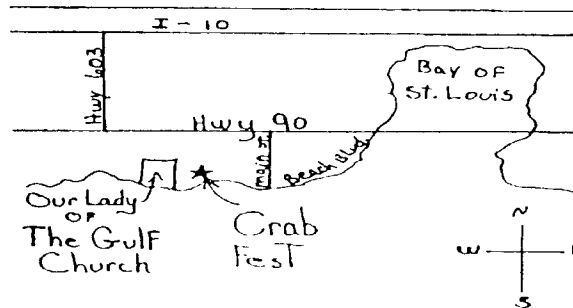 I-10
Hwy 603
Bay of
St. Louis
Hwy 90
main st.
Beach Blvd
Our Lady
OF
The Gulf
Church
Crab
Fest
N
W
S